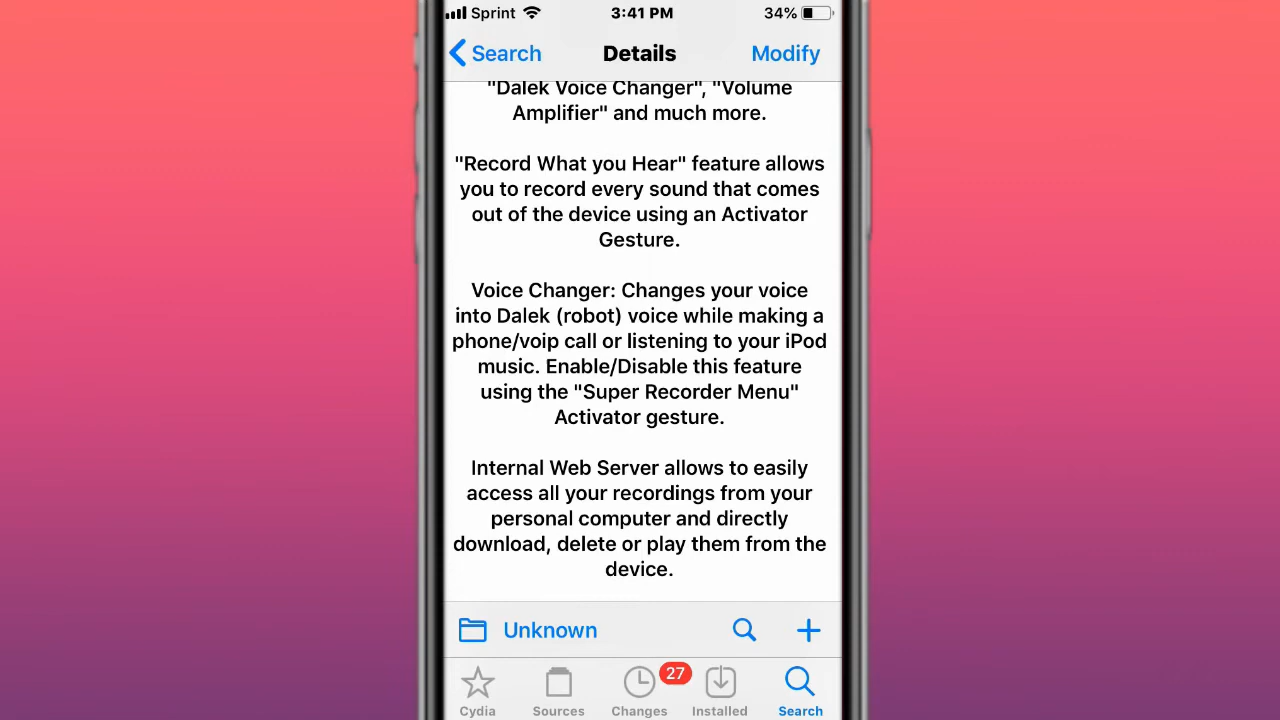 Sprint 3:41 PM 34%
Search Details Modify
"Dalek Voice Changer", "Volume
Amplifier" and much more.
"Record What you Hear" feature allows
you to record every sound that comes
out of the device using an Activator
Gesture.
Voice Changer: Changes your voice
into Dalek (robot) voice while making a
phone/voip call or listening to your iPod
music. Enable/Disable this feature
using the "Super Recorder Menu"
Activator gesture.
Internal Web Server allows to easily
access all your recordings from your
personal computer and directly
download, delete or play them from the
device.
Unknown
27
Cydia Sources Changes Installed Search